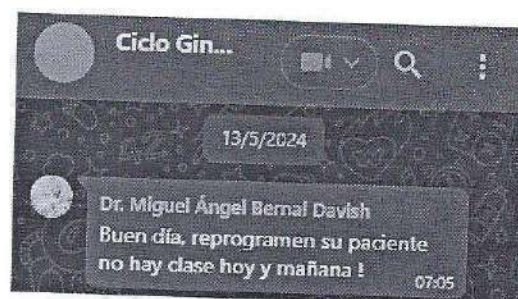 Ciclo Gin...
13/5/2024
Dr. Miguel Ángel Bernal Davish
Buen día, reprogramen su paciente
no hay clase hoy y mañana !
07:05